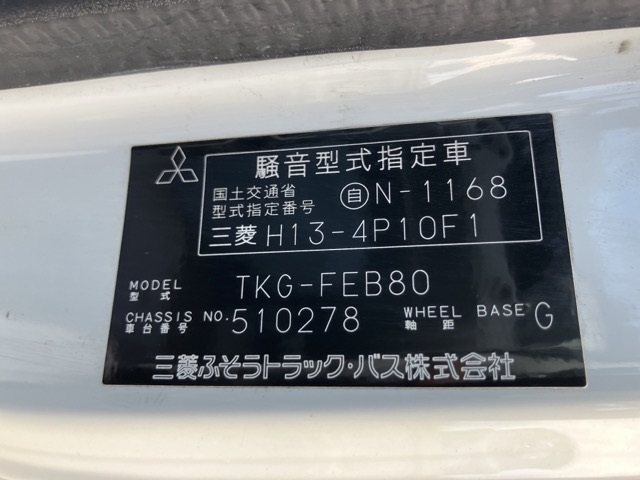 騒音型式指定車
国土交通省
型式指定番号 自N-1168
三菱 H13-4P10F1
MODEL
型式 TKG-FEB80
CHASSIS NO. 510278 WHEEL BASE G
車台番号 軸距
三菱ふそうトラック・バス株式会社